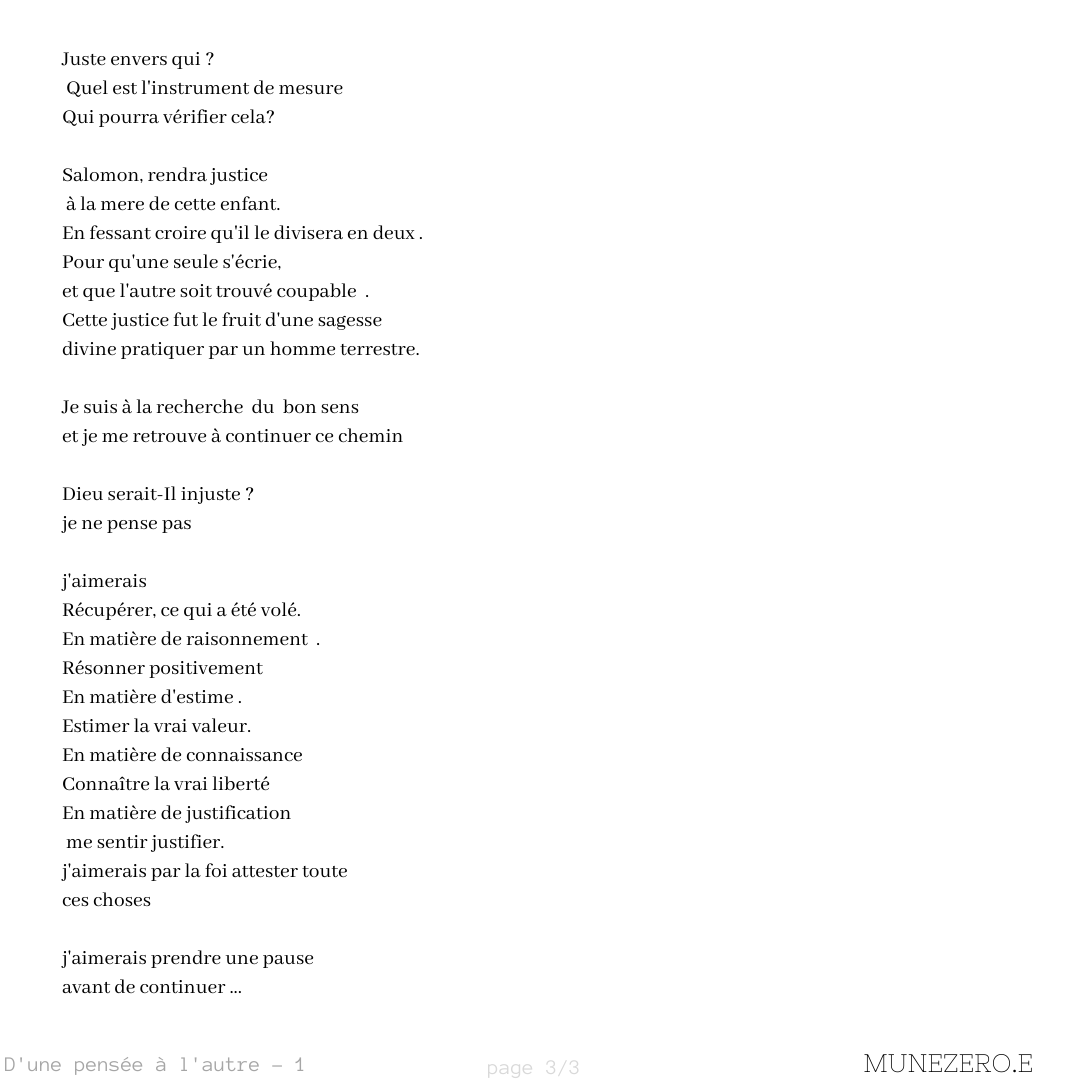 Juste envers qui ?
Quel est l'instrument de mesure
Qui pourra vérifier cela?
Salomon, rendra justice
à la mere de cette enfant.
En fessant croire qu'il le divisera en deux .
Pour qu'une seule s'écrie,
et que l'autre soit trouvé coupable .
Cette justice fut le fruit d'une sagesse
divine pratiquer par un homme terrestre.
Je suis à la recherche du bon sens
et je me retrouve à continuer ce chemin
Dieu serait-Il injuste ?
je ne pense pas
j'aimerais
Récupérer, ce qui a été volé.
En matière de raisonnement .
Résonner positivement
En matière d'estime .
Estimer la vrai valeur.
En matière de connaissance
Connaître la vrai liberté
En matière de justification
me sentir justifier.
j'aimerais par la foi attester toute
ces choses
j'aimerais prendre une pause
avant de continuer ...
D'une pensée à l'autre - 1
page 3/3
MUNEZERO.E